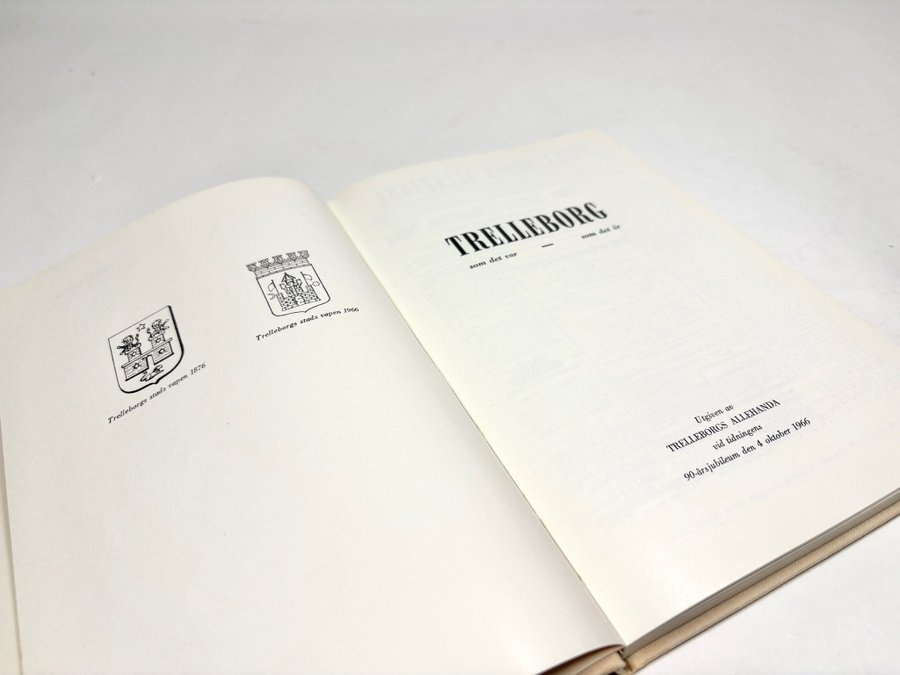 Trelleborgs stads vapen 1876
Trelleborgs stads vapen 1966
TRELLEBORG
som det var — som det är
Utgiven av
TRELLEBORGS ALLEHANDA
vid tidningens
90-årsjubileum den 4 oktober 1966